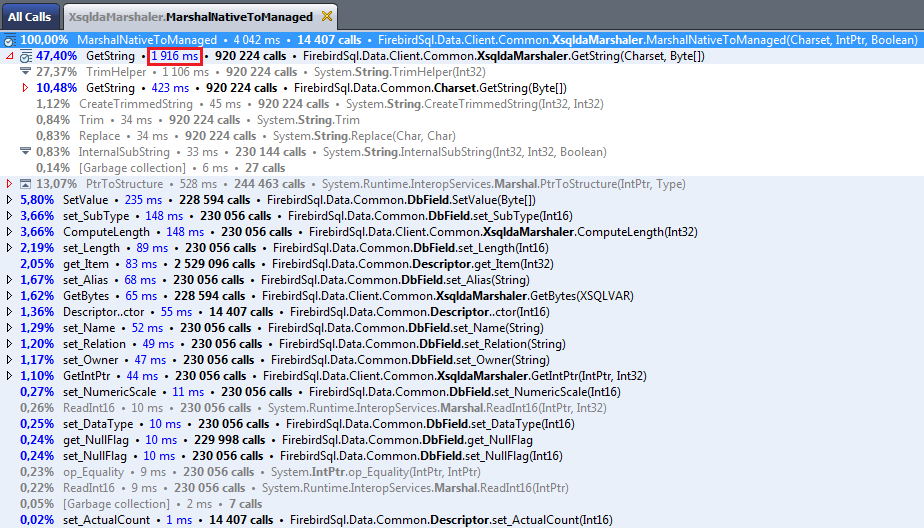 All Calls XsqldaMarshaler.MarshalNativeToManaged
100,00% MarshalNativeToManaged • 4 042 ms • 14 407 calls • FirebirdSql.Data.Client.Common.XsqldaMarshaler.MarshalNativeToManaged(Charset, IntPtr, Boolean)
47,40% GetString • 1 916 ms • 920 224 calls • FirebirdSql.Data.Client.Common.XsqldaMarshaler.GetString(Charset, Byte[])
27,37% TrimHelper • 1 106 ms • 920 224 calls • System.String.TrimHelper(Int32)
10,48% GetString • 423 ms • 920 224 calls • FirebirdSql.Data.Common.Charset.GetString(Byte[])
1,12% CreateTrimmedString • 45 ms • 920 224 calls • System.String.CreateTrimmedString(Int32, Int32)
0,84% Trim • 34 ms • 920 224 calls • System.String.Trim
0,83% Replace • 34 ms • 920 224 calls • System.String.Replace(Char, Char)
0,83% InternalSubString • 33 ms • 230 144 calls • System.String.InternalSubString(Int32, Int32, Boolean)
0,14% [Garbage collection] • 6 ms • 27 calls
13,07% PtrToStructure • 528 ms • 244 463 calls • System.Runtime.InteropServices.Marshal.PtrToStructure(IntPtr, Type)
5,80% SetValue • 235 ms • 228 594 calls • FirebirdSql.Data.Common.DbField.SetValue(Byte[])
3,66% set_SubType • 148 ms • 230 056 calls • FirebirdSql.Data.Common.DbField.set_SubType(Int16)
3,66% ComputeLength • 148 ms • 230 056 calls • FirebirdSql.Data.Client.Common.XsqldaMarshaler.ComputeLength(Int32)
2,19% set_Length • 89 ms • 230 056 calls • FirebirdSql.Data.Common.DbField.set_Length(Int16)
2,05% get_Item • 83 ms • 2 529 096 calls • FirebirdSql.Data.Common.Descriptor.get_Item(Int32)
1,67% set_Alias • 68 ms • 230 056 calls • FirebirdSql.Data.Common.DbField.set_Alias(String)
1,62% GetBytes • 65 ms • 228 594 calls • FirebirdSql.Data.Client.Common.XsqldaMarshaler.GetBytes(XSQLVAR)
1,36% Descriptor..ctor • 55 ms • 14 407 calls • FirebirdSql.Data.Common.Descriptor..ctor(Int16)
1,29% set_Name • 52 ms • 230 056 calls • FirebirdSql.Data.Common.DbField.set_Name(String)
1,20% set_Relation • 49 ms • 230 056 calls • FirebirdSql.Data.Common.DbField.set_Relation(String)
1,17% set_Owner • 47 ms • 230 056 calls • FirebirdSql.Data.Common.DbField.set_Owner(String)
1,10% GetIntPtr • 44 ms • 230 056 calls • FirebirdSql.Data.Client.Common.XsqldaMarshaler.GetIntPtr(IntPtr, Int32)
0,27% set_NumericScale • 11 ms • 230 056 calls • FirebirdSql.Data.Common.DbField.set_NumericScale(Int16)
0,26% ReadInt16 • 10 ms • 230 056 calls • System.Runtime.InteropServices.Marshal.ReadInt16(IntPtr, Int32)
0,25% set_DataType • 10 ms • 230 056 calls • FirebirdSql.Data.Common.DbField.set_DataType(Int16)
0,24% get_NullFlag • 10 ms • 229 998 calls • FirebirdSql.Data.Common.DbField.get_NullFlag
0,24% set_NullFlag • 10 ms • 230 056 calls • FirebirdSql.Data.Common.DbField.set_NullFlag(Int16)
0,23% op_Equality • 9 ms • 230 056 calls • System.IntPtr.op_Equality(IntPtr, IntPtr)
0,22% ReadInt16 • 9 ms • 230 056 calls • System.Runtime.InteropServices.Marshal.ReadInt16(IntPtr)
0,05% [Garbage collection] • 2 ms • 7 calls
0,02% set_ActualCount • 1 ms • 14 407 calls • FirebirdSql.Data.Common.Descriptor.set_ActualCount(Int16)